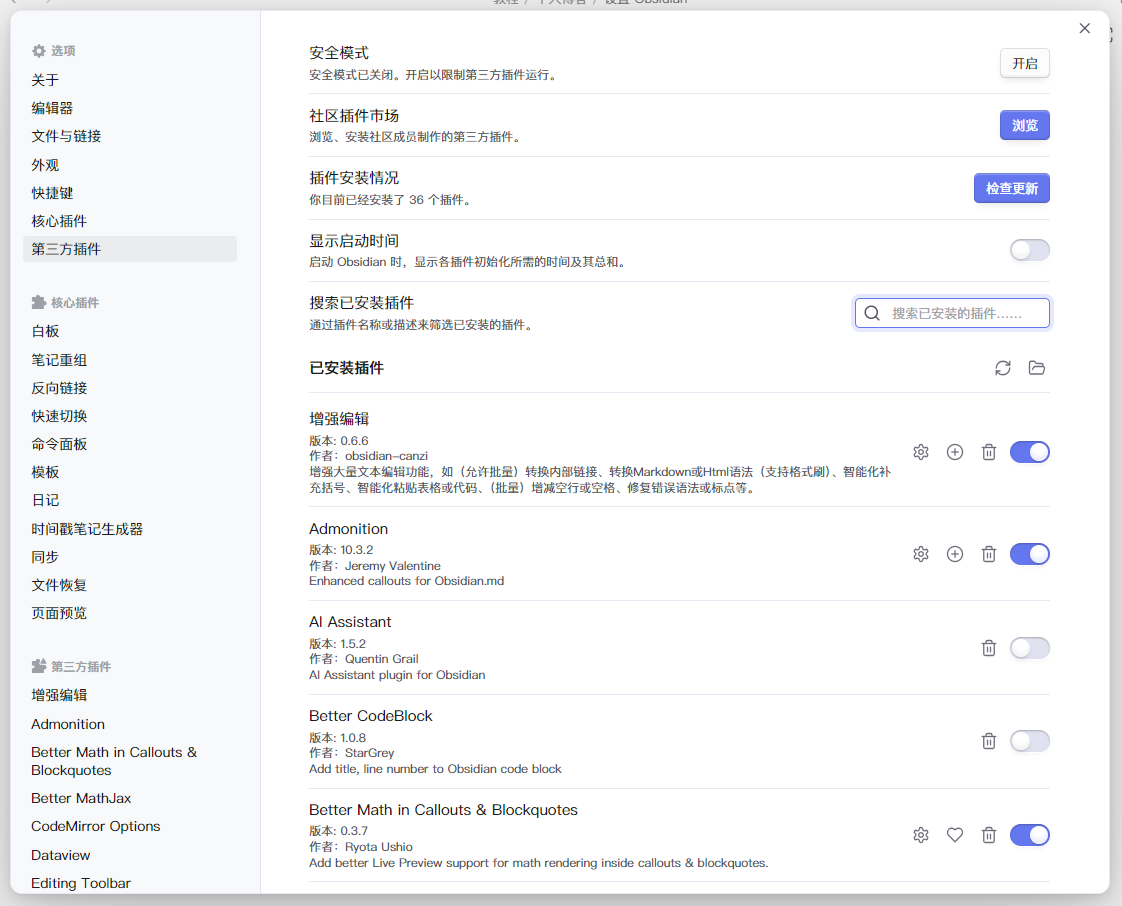 教程 / 个人博客 / 设置 Obsidian
选项
关于
编辑器
文件与链接
外观
快捷键
核心插件
第三方插件
核心插件
白板
笔记重组
反向链接
快速切换
命令面板
模板
日记
时间戳笔记生成器
同步
文件恢复
页面预览
第三方插件
增强编辑
Admonition
Better Math in Callouts &
Blockquotes
Better MathJax
CodeMirror Options
Dataview
Editing Toolbar
安全模式
安全模式已关闭。开启以限制第三方插件运行。
开启
社区插件市场
浏览、安装社区成员制作的第三方插件。
浏览
插件安装情况
你目前已经安装了 36 个插件。
检查更新
显示启动时间
启动 Obsidian 时，显示各插件初始化所需的时间及其总和。
搜索已安装插件
通过插件名称或描述来筛选已安装的插件。
搜索已安装的插件……
已安装插件
增强编辑
版本: 0.6.6
作者：obsidian-canzi
增强大量文本编辑功能，如（允许批量）转换内部链接、转换Markdown或Html语法（支持格式刷）、智能化补
充括号、智能化粘贴表格或代码、（批量）增减空行或空格、修复错误语法或标点等。
Admonition
版本: 10.3.2
作者：Jeremy Valentine
Enhanced callouts for Obsidian.md
AI Assistant
版本: 1.5.2
作者：Quentin Grail
AI Assistant plugin for Obsidian
Better CodeBlock
版本: 1.0.8
作者：StarGrey
Add title, line number to Obsidian code block
Better Math in Callouts & Blockquotes
版本: 0.3.7
作者：Ryota Ushio
Add better Live Preview support for math rendering inside callouts & blockquotes.